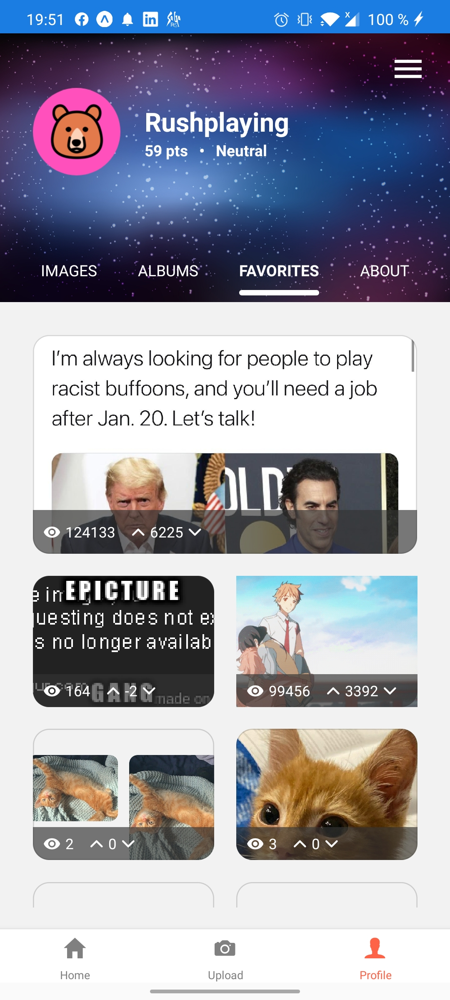 19:51
100 %
Rushplaying
59 pts • Neutral
IMAGES ALBUMS FAVORITES ABOUT
I'm always looking for people to play
racist buffoons, and you'll need a job
after Jan. 20. Let's talk!
OLD
124133 6225
EPICTURE
e im
uesting does not ex
s no longer availab
GANG
made on
164 -2
99456 3392
2 0
3 0
Home Upload Profile